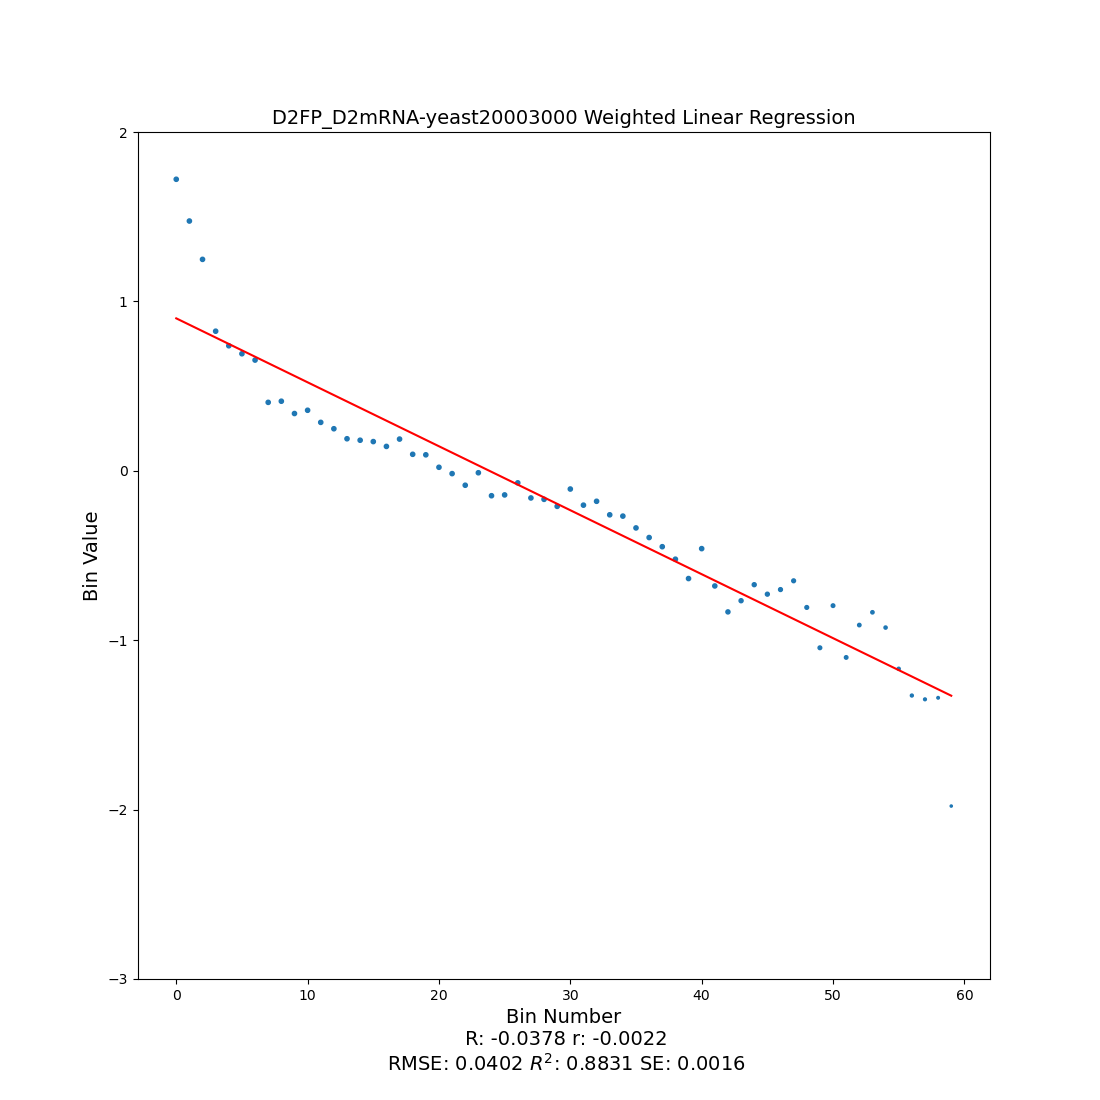 D2FP_D2mRNA-yeast20003000 Weighted Linear Regression
2
1
0
−1
−2
−3
Bin Value
0 10 20 30 40 50 60
Bin Number
R: -0.0378 r: -0.0022
RMSE: 0.0402 R²: 0.8831 SE: 0.0016